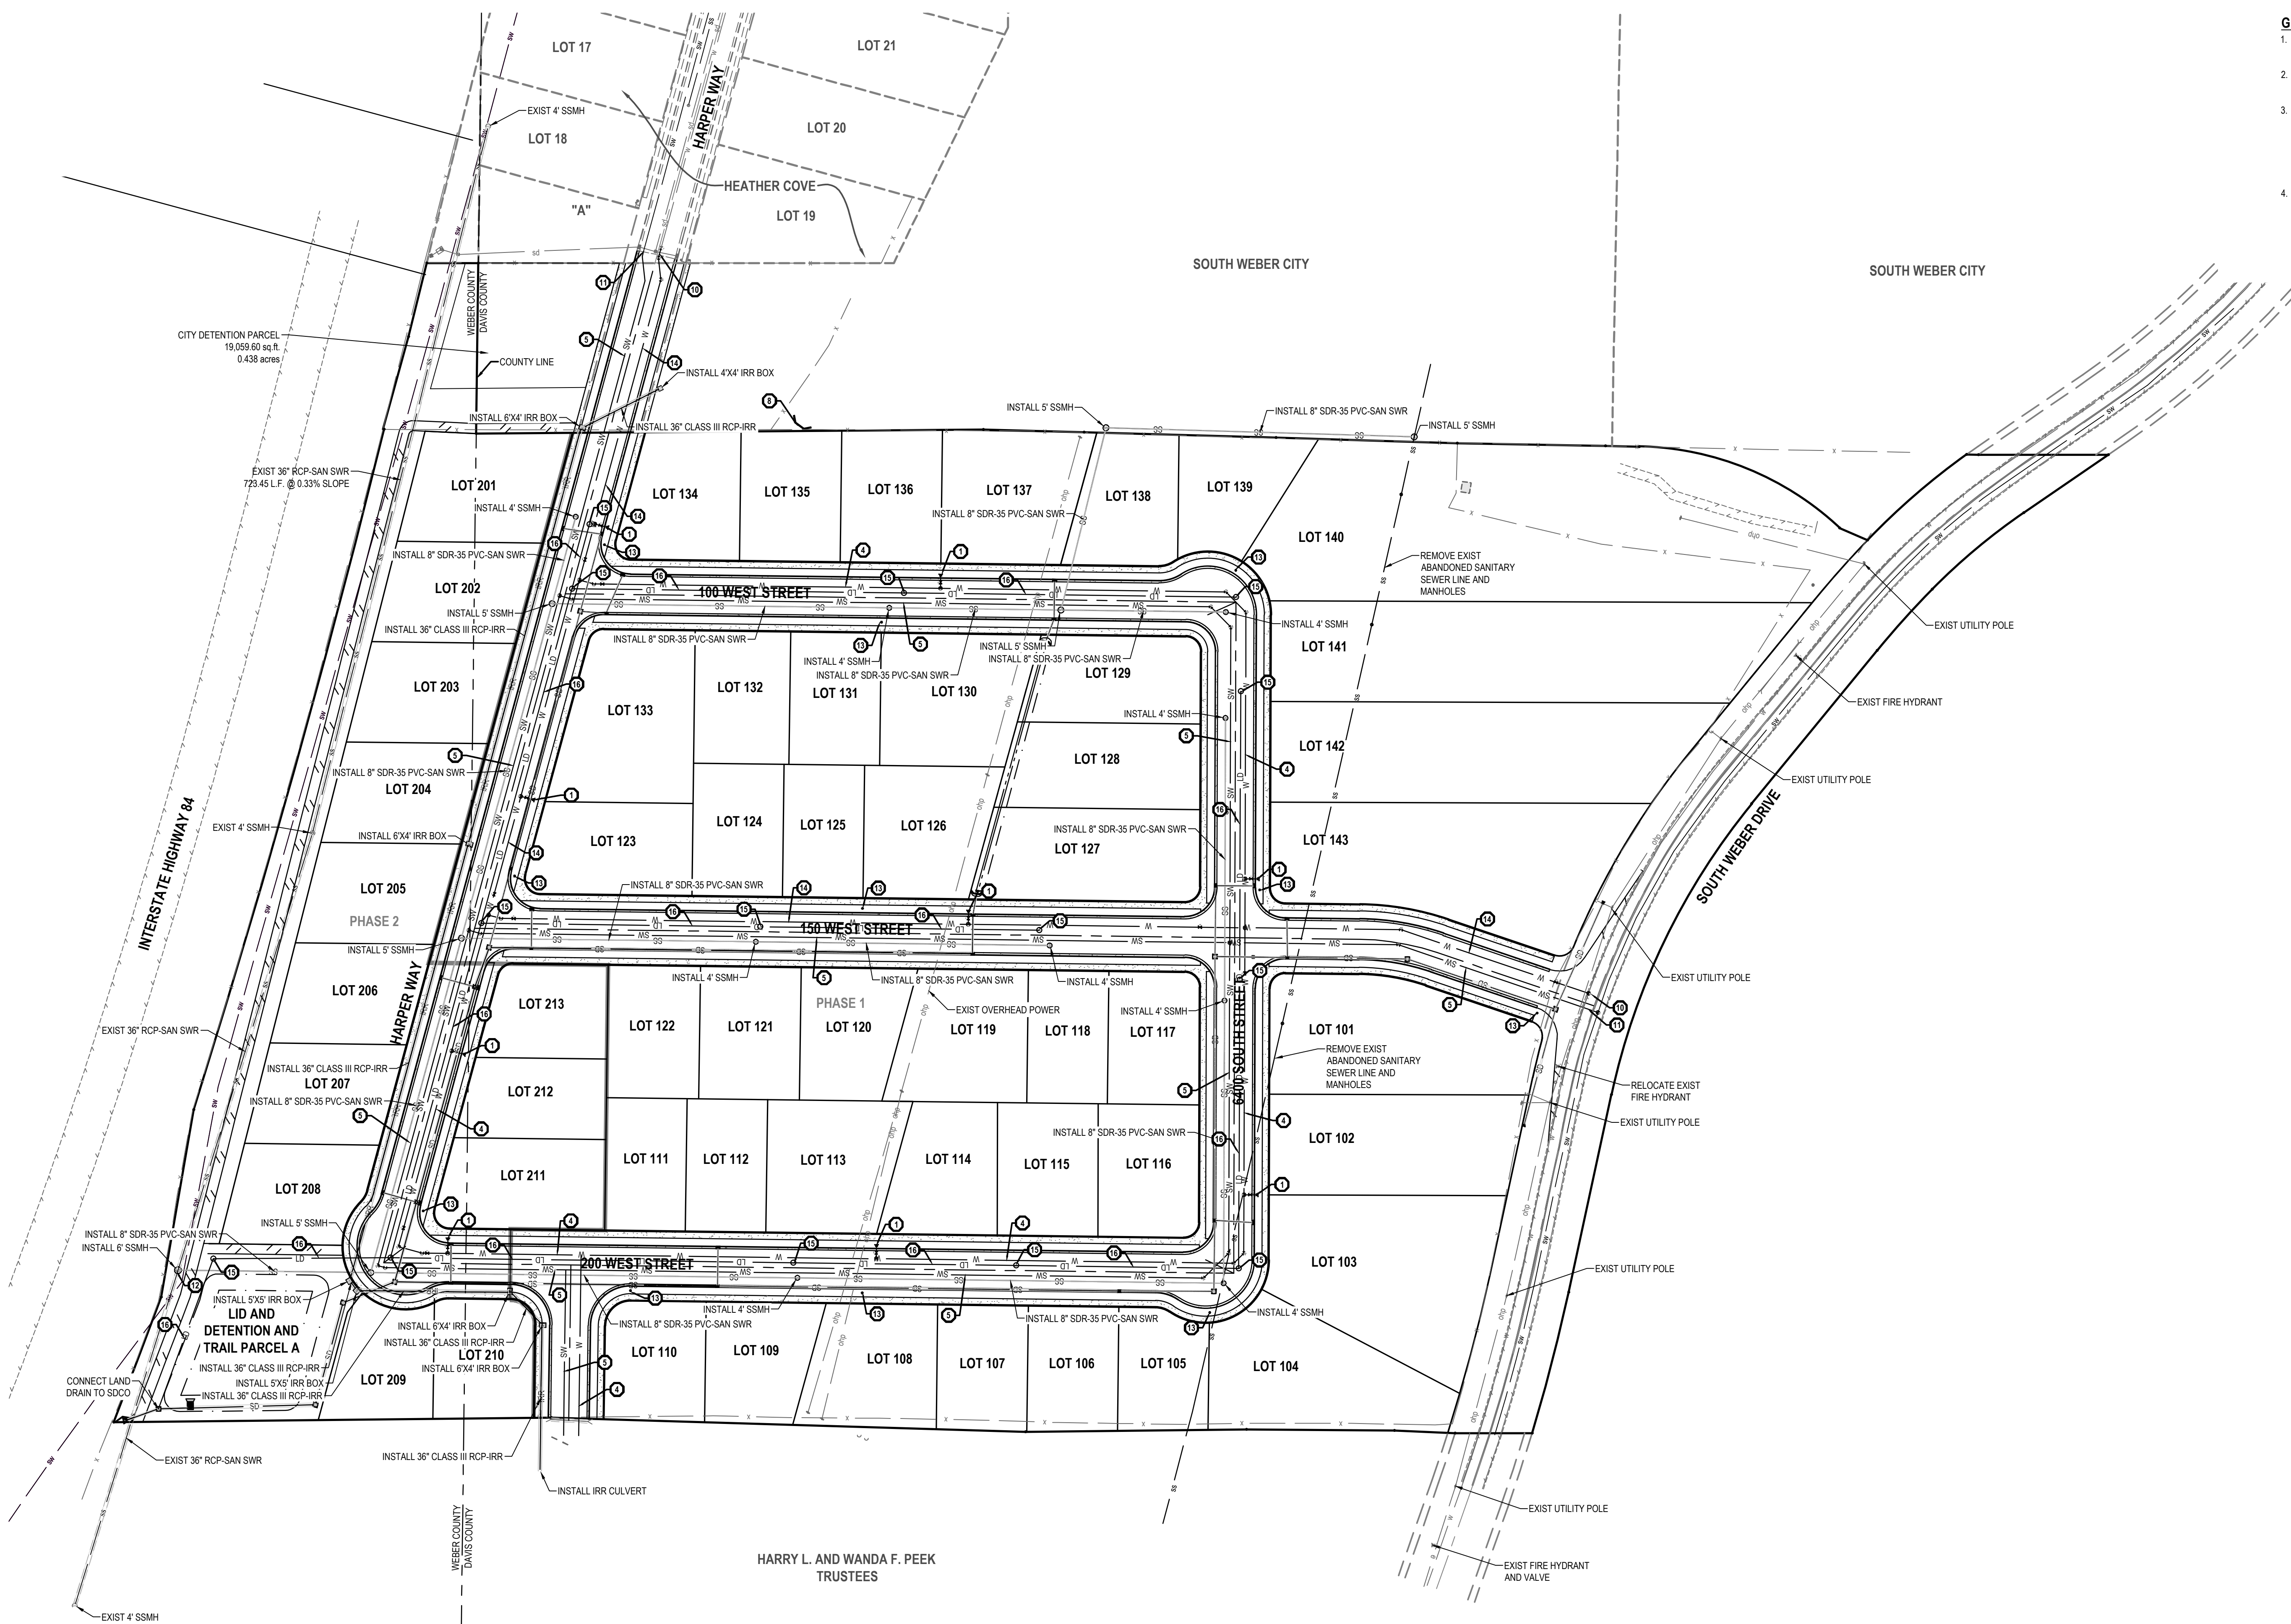 G
1.
2.
3.
4.
LOT 17
LOT 21
HARPER WAY
EXIST 4' SSMH
LOT 18
LOT 20
HEATHER COVE
"A"
LOT 19
SOUTH WEBER CITY
SOUTH WEBER CITY
WEBER COUNTY
DAVIS COUNTY
CITY DETENTION PARCEL
19,059.60 sq.ft.
0.438 acres
COUNTY LINE
11
10
5
14
INSTALL 4'X4' IRR BOX
INSTALL 6'X4' IRR BOX
INSTALL 36" CLASS III RCP-IRR
8
INSTALL 5' SSMH
INSTALL 8" SDR-35 PVC-SAN SWR
INSTALL 5' SSMH
EXIST 36" RCP-SAN SWR
723.45 L.F. @ 0.33% SLOPE
LOT 201
LOT 134
LOT 135
LOT 136
LOT 137
LOT 138
LOT 139
INSTALL 4' SSMH
INSTALL 8" SDR-35 PVC-SAN SWR
LOT 140
INSTALL 8" SDR-35 PVC-SAN SWR
REMOVE EXIST
ABANDONED SANITARY
SEWER LINE AND
MANHOLES
LOT 202
100 WEST STREET
INSTALL 5' SSMH
INSTALL 36" CLASS III RCP-IRR
INSTALL 8" SDR-35 PVC-SAN SWR
INSTALL 4' SSMH
INSTALL 5' SSMH
INSTALL 8" SDR-35 PVC-SAN SWR
INSTALL 4' SSMH
INSTALL 8" SDR-35 PVC-SAN SWR
EXIST UTILITY POLE
LOT 141
LOT 203
LOT 133
LOT 132
LOT 131
LOT 130
LOT 129
EXIST FIRE HYDRANT
INSTALL 4' SSMH
LOT 142
LOT 128
INSTALL 8" SDR-35 PVC-SAN SWR
LOT 204
EXIST UTILITY POLE
INTERSTATE HIGHWAY 84
EXIST 4' SSMH
INSTALL 6'X4' IRR BOX
LOT 123
LOT 124
LOT 125
LOT 126
INSTALL 8" SDR-35 PVC-SAN SWR
LOT 127
LOT 143
SOUTH WEBER DRIVE
LOT 205
INSTALL 8" SDR-35 PVC-SAN SWR
PHASE 2
150 WEST STREET
INSTALL 5' SSMH
INSTALL 4' SSMH
INSTALL 8" SDR-35 PVC-SAN SWR
INSTALL 4' SSMH
EXIST UTILITY POLE
LOT 206
HARPER WAY
LOT 213
PHASE 1
EXIST OVERHEAD POWER
INSTALL 4' SSMH
6400 SOUTH STREET
LOT 122
LOT 121
LOT 120
LOT 119
LOT 118
LOT 117
LOT 101
EXIST 36" RCP-SAN SWR
REMOVE EXIST
ABANDONED SANITARY
SEWER LINE AND
MANHOLES
INSTALL 36" CLASS III RCP-IRR
LOT 207
LOT 212
INSTALL 8" SDR-35 PVC-SAN SWR
RELOCATE EXIST
FIRE HYDRANT
EXIST UTILITY POLE
INSTALL 8" SDR-35 PVC-SAN SWR
LOT 102
LOT 111
LOT 112
LOT 113
LOT 114
LOT 115
LOT 116
LOT 208
LOT 211
INSTALL 5' SSMH
INSTALL 8" SDR-35 PVC-SAN SWR
INSTALL 6' SSMH
200 WEST STREET
LOT 103
EXIST UTILITY POLE
INSTALL 5'X5' IRR BOX
LID AND
DETENTION AND
TRAIL PARCEL A
INSTALL 4' SSMH
INSTALL 8" SDR-35 PVC-SAN SWR
INSTALL 8" SDR-35 PVC-SAN SWR
INSTALL 4' SSMH
INSTALL 6'X4' IRR BOX
INSTALL 36" CLASS III RCP-IRR
LOT 210
INSTALL 6'X4' IRR BOX
INSTALL 36" CLASS III RCP-IRR
INSTALL 5'X5' IRR BOX
INSTALL 36" CLASS III RCP-IRR
CONNECT LAND
DRAIN TO SDCO
LOT 209
LOT 110
LOT 109
LOT 108
LOT 107
LOT 106
LOT 105
LOT 104
EXIST 36" RCP-SAN SWR
INSTALL 36" CLASS III RCP-IRR
INSTALL IRR CULVERT
WEBER COUNTY
DAVIS COUNTY
EXIST UTILITY POLE
HARRY L. AND WANDA F. PEEK
TRUSTEES
EXIST FIRE HYDRANT
AND VALVE
EXIST 4' SSMH